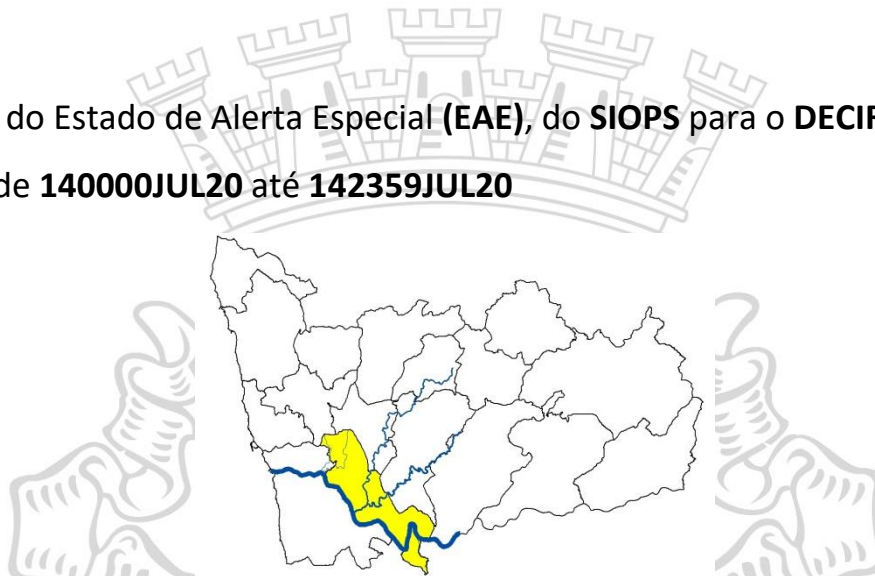 do Estado de Alerta Especial (EAE), do SIOPS para o DECIF
de 140000JUL20 até 142359JUL20